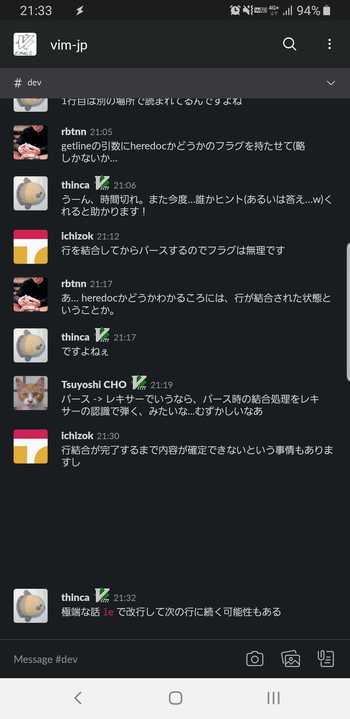 21:33
94%
vim-jp
# dev
1行目は別の場所で読まれてるんですよね
rbtnn 21:05
getlineの引数にheredocかどうかのフラグを持たせて(略
しかないか...
thinca 21:06
うーん、時間切れ。また今度...誰かヒント(あるいは答え...w)く
れると助かります！
ichizok 21:12
行を結合してからパースするのでフラグは無理です
rbtnn 21:17
あ... heredocかどうかわかるころには、行が結合された状態と
いうことか。
thinca 21:17
ですよねぇ
Tsuyoshi CHO 21:19
パース -> レキサーでいうなら、パース時の結合処理をレキ
サーの認識で弾く、みたいな...むずかしいなあ
ichizok 21:30
行結合が完了するまで内容が確定できないという事情もありま
すし
thinca 21:32
極端な話 le で改行して次の行に続く可能性もある
Message #dev